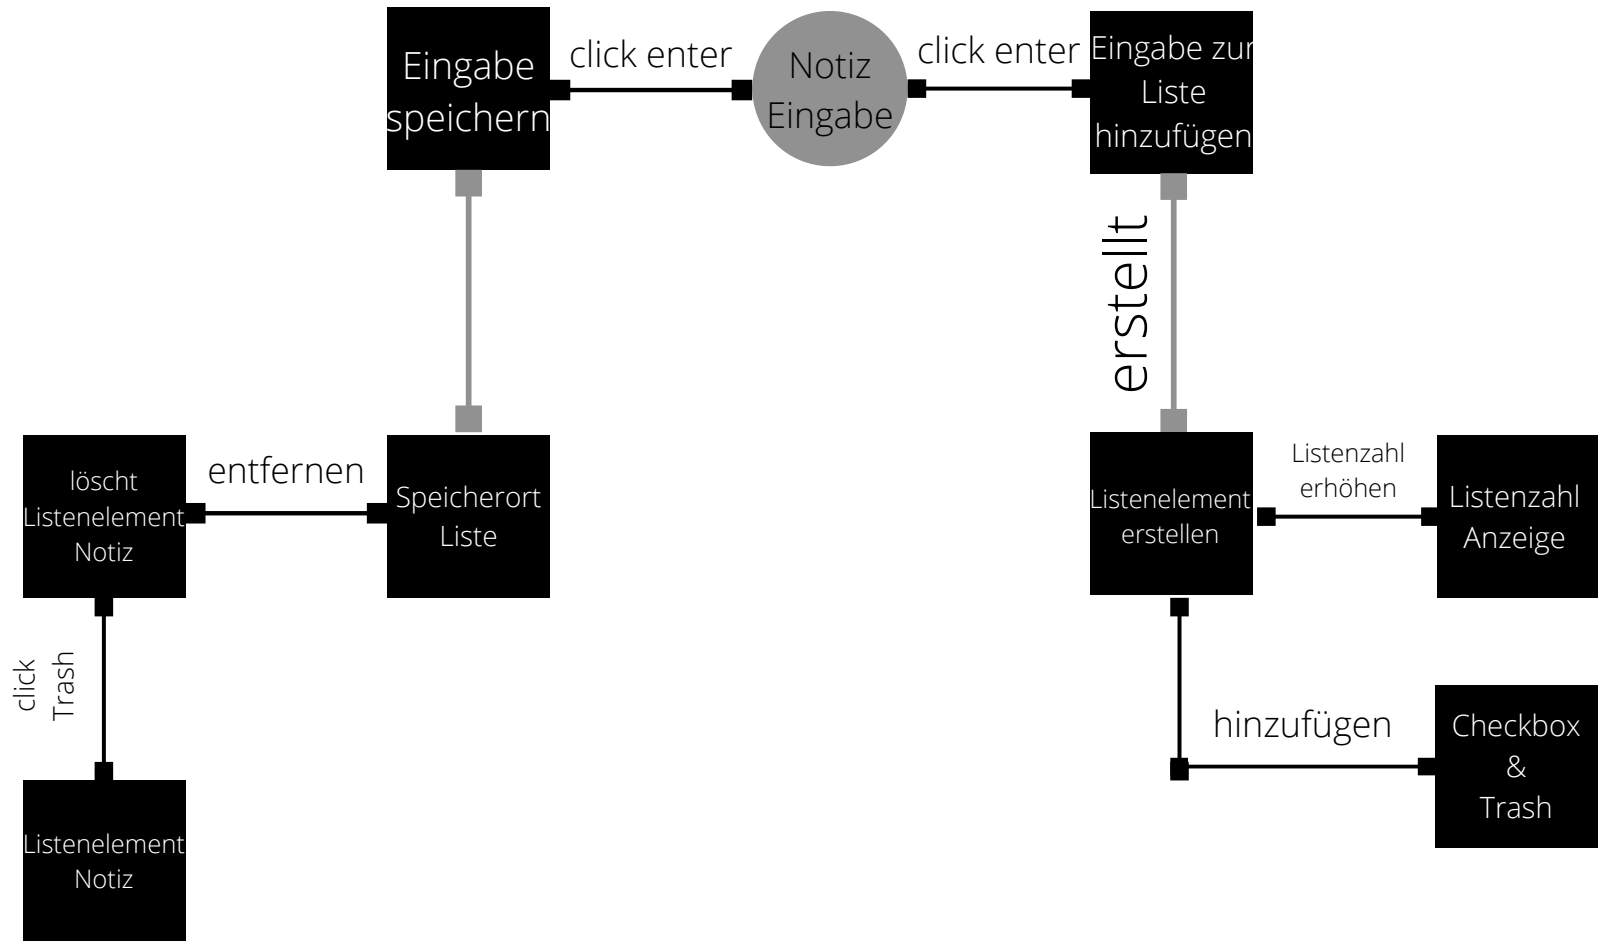 Eingabe
speichern
click enter
Notiz
Eingabe
click enter
Eingabe zur
Liste
hinzufügen
erstellt
löscht
Listenelement
Notiz
entfernen
Speicherort
Liste
Listenelement
erstellen
Listenzahl
erhöhen
Listenzahl
Anzeige
click
Trash
hinzufügen
Checkbox
&
Trash
Listenelement
Notiz